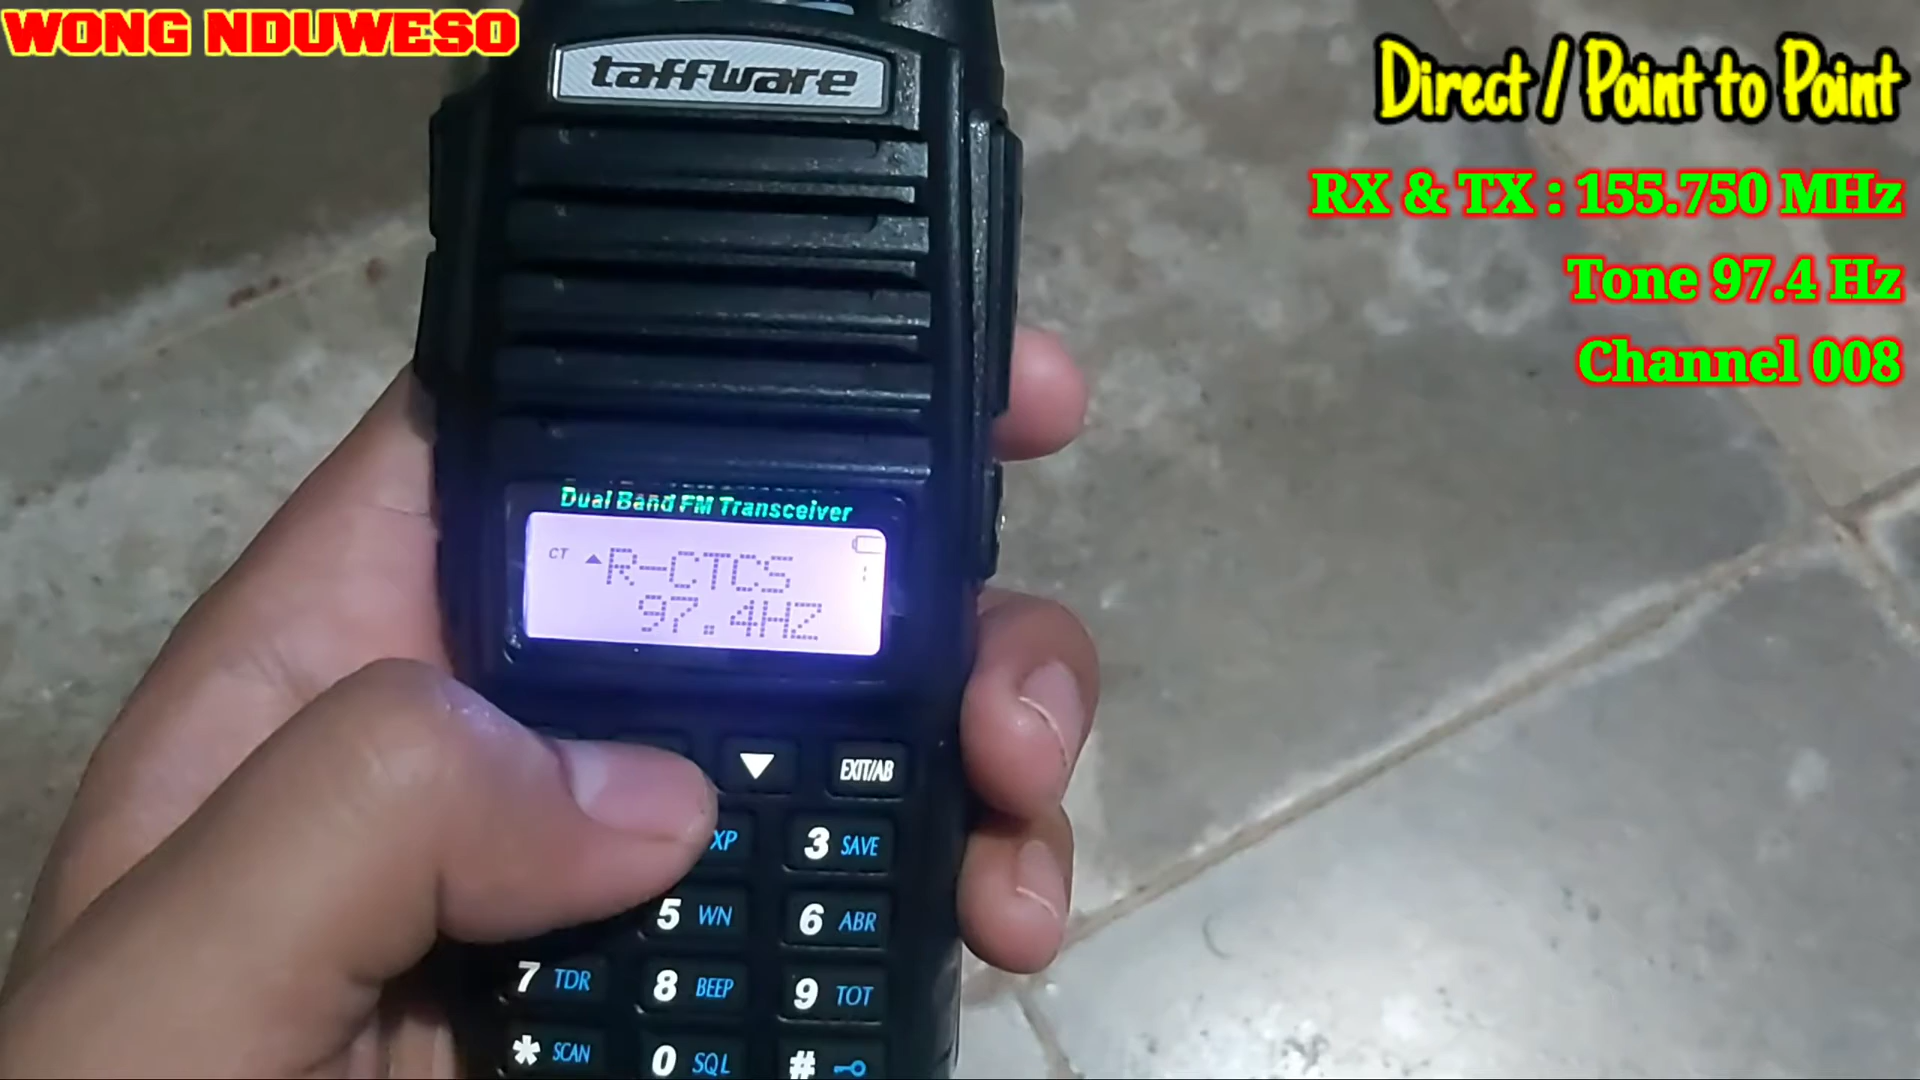 WONG NDUWESO
Direct / Point to Point
RX & TX : 155.750 MHz
Tone 97.4 Hz
Channel 008
taffware
Dual Band FM Transceiver
CT R-CTCS
97.4HZ
EXIT/AB
XP 3 SAVE
5 WN 6 ABR
7 TDR 8 BEEP 9 TOT
* SCAN 0 SQL #